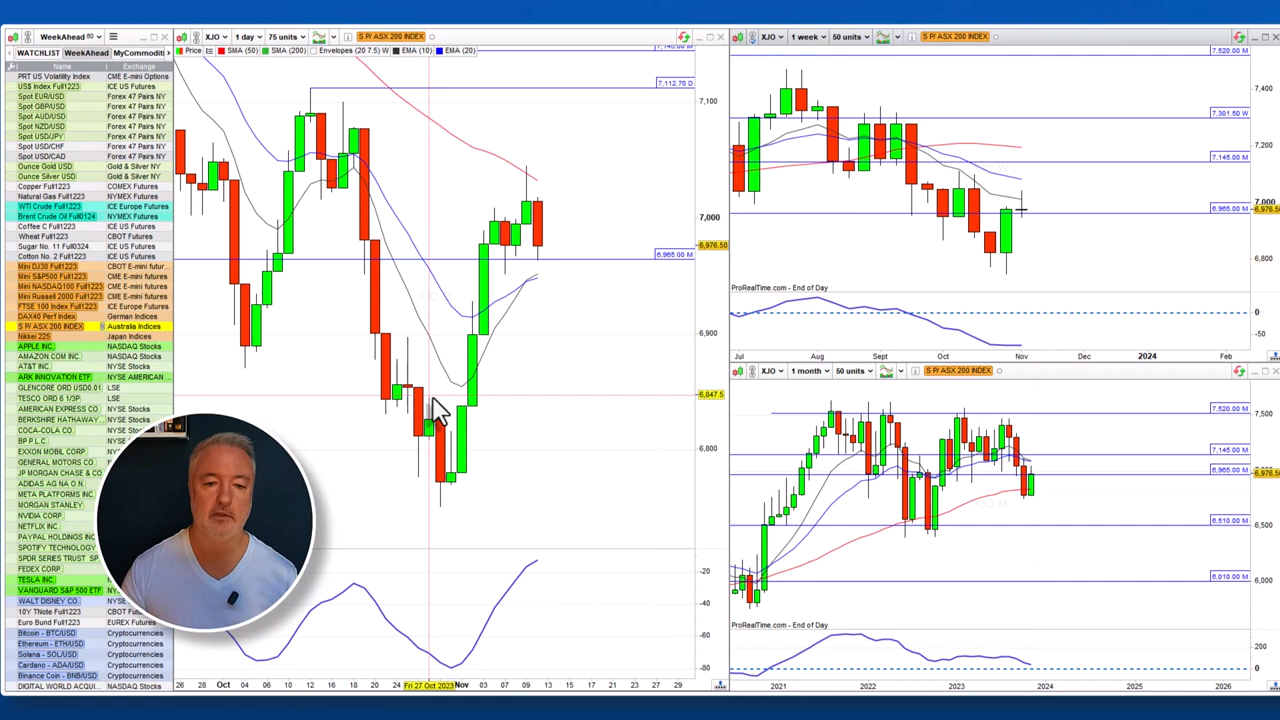 WeekAhead 60
WATCHLIST WeekAhead MyCommodi
Name Exchange
PRT US Volatility Index CME E-mini Options
US$ Index Full1223 ICE US Futures
Spot EUR/USD Forex 47 Pairs NY
Spot GBP/USD Forex 47 Pairs NY
Spot AUD/USD Forex 47 Pairs NY
Spot NZD/USD Forex 47 Pairs NY
Spot USD/JPY Forex 47 Pairs NY
Spot USD/CHF Forex 47 Pairs NY
Spot USD/CAD Forex 47 Pairs NY
Ounce Gold USD Gold & Silver NY
Ounce Silver USD Gold & Silver NY
Copper Full1223 COMEX Futures
Natural Gas Full1223 NYMEX Futures
WTI Crude Full1223 ICE Europe Futures
Brent Crude Oil Full0124 NYMEX Futures
Coffee C Full1223 ICE US Futures
Wheat Full1223 CBOT Futures
Sugar No. 11 Full0324 ICE US Futures
Cotton No. 2 Full1223 ICE US Futures
Mini DJ30 Full1223 CBOT E-mini futur...
Mini S&P500 Full1223 CME E-mini futures
Mini NASDAQ100 Full1223 CME E-mini futures
Mini Russell 2000 Full1223 CME E-mini futures
FTSE 100 Index Full1223 ICE Europe Futures
DAX40 Perf Index German Indices
S P/ ASX 200 INDEX Australia Indices
Nikkei 225 Japan Indices
APPLE INC. NASDAQ Stocks
AMAZON.COM INC. NASDAQ Stocks
AT&T INC. NYSE Stocks
ARK INNOVATION ETF NYSE AMERICAN ...
GLENCORE ORD USD0.01 LSE
TESCO ORD 6 1/3P LSE
AMERICAN EXPRESS CO. NYSE Stocks
BERKSHIRE HATHAWAY
COCA-COLA CO.
BP P.L.C.
EXXON MOBIL CORP.
GENERAL MOTORS CO.
JP MORGAN CHASE & CO
ADIDAS AG NA O.N.
META PLATFORMS INC.
MORGAN STANLEY
NVIDIA CORP.
NETFLIX INC.
PAYPAL HOLDINGS
SPOTIFY TECHNOLOGY
SPDR SERIES TRUST SP
FEDEX CORP.
TESLA INC.
VANGUARD S&P 500 ETF
WALT DISNEY CO.
10Y TNote Full1223 CBOT Futures
Euro Bund Full1223 EUREX Futures
Bitcoin - BTC/USD Cryptocurrencies
Ethereum - ETH/USD Cryptocurrencies
Solana - SOL/USD Cryptocurrencies
Cardano - ADA/USD Cryptocurrencies
Binance Coin - BNB/USD Cryptocurrencies
DIGITAL WORLD ACQUI... NASDAQ Stocks
XJO 1 day 75 units S P/ ASX 200 INDEX
Price SMA (50) SMA (200) Envelopes (20 7.5) W EMA (10) EMA (20)
7,112.70 D
7,100
7,000
6,976.50
6,965.00 M
6,900
6,847.5
6,800
-20
-40
-60
-80
26 28 Oct 04 06 10 12 16 18 20 24 Fri 27 Oct 2023 Nov 03 07 09 13 15 17 21 23 27 29
XJO 1 week 50 units S P/ ASX 200 INDEX
7,520.00 M
7,400
7,301.50 W
7,200
7,145.00 M
7,000
6,965.00 M
6,976.50
6,800
ProRealTime.com - End of Day
0
Jul Aug Sept Oct Nov Dec 2024 Feb
XJO 1 month 50 units S P/ ASX 200 INDEX
7,520.00 M
7,500
7,145.00 M
6,965.00 M
6,976.50
6,510.00 M
6,500
6,010.00 M
6,000
ProRealTime.com - End of Day
200
0
2021 2022 2023 2024 2025 2026